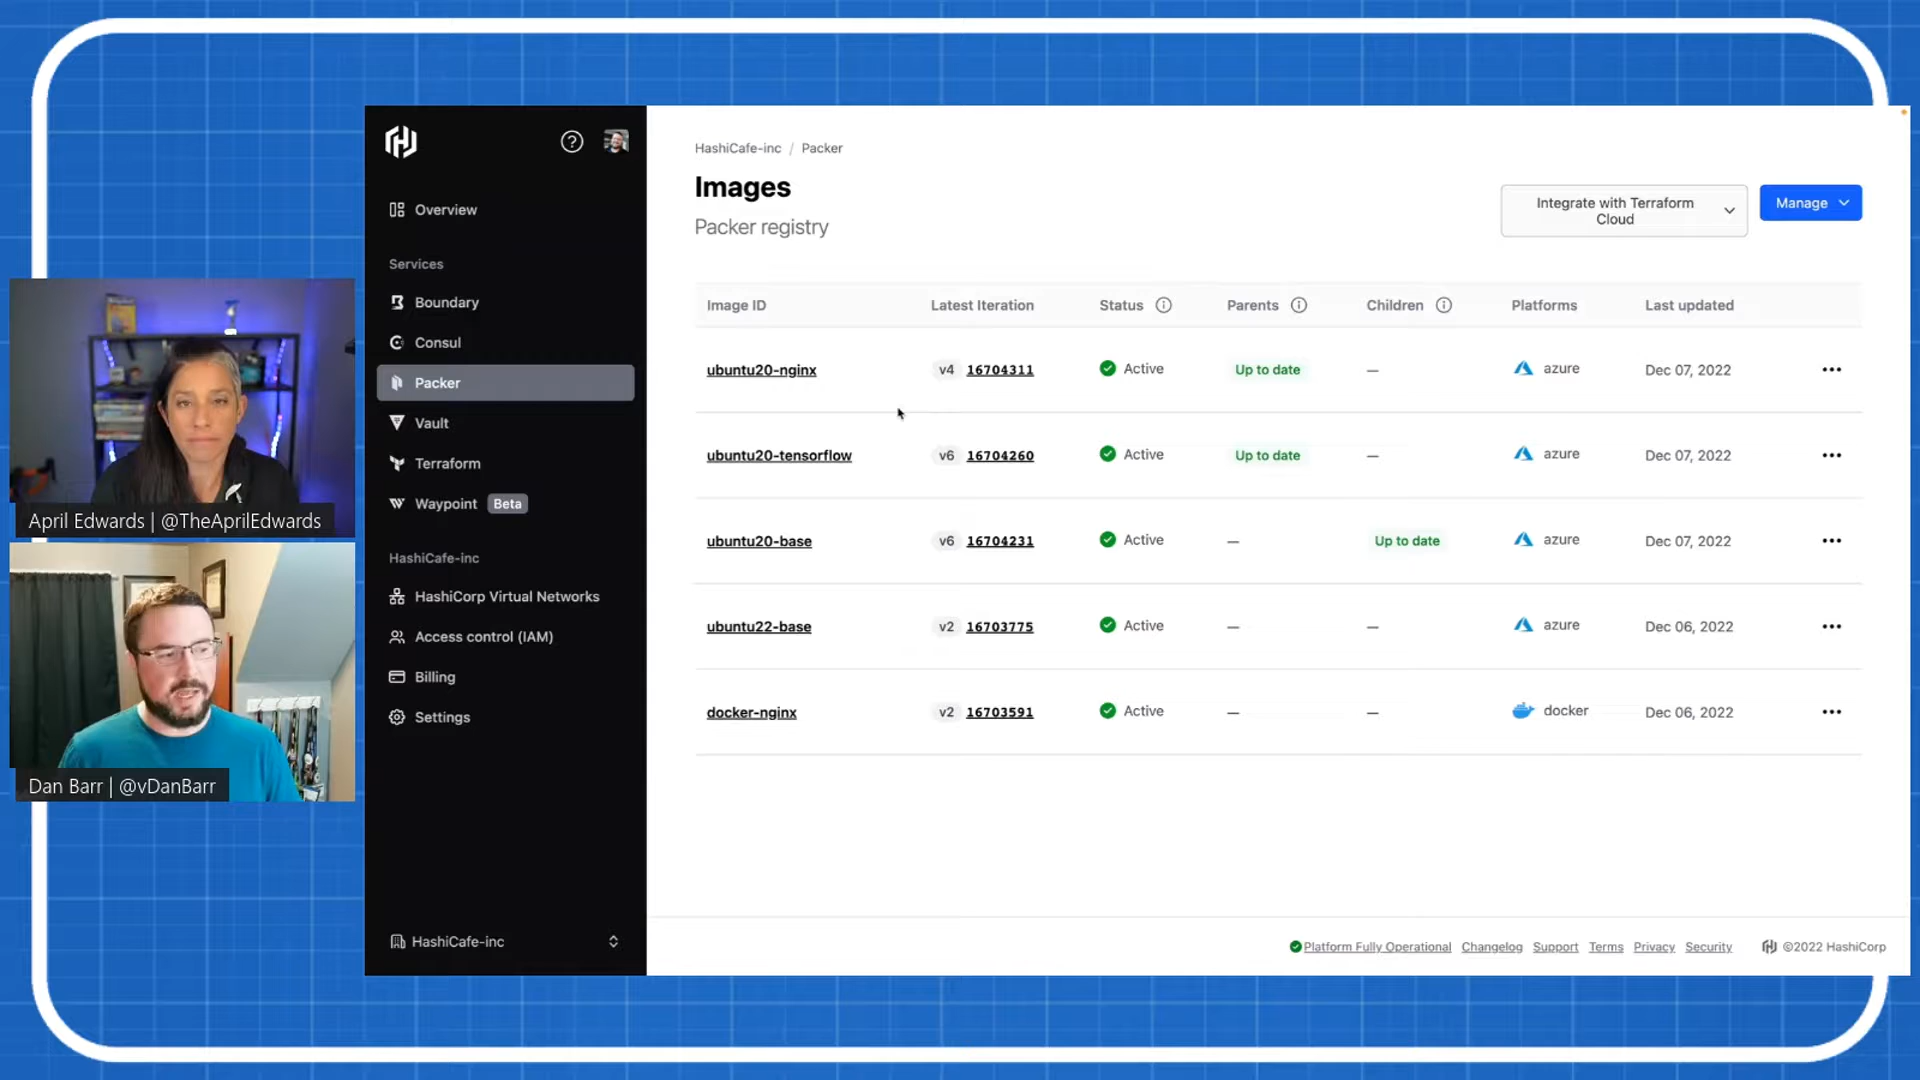 HashiCafe-inc / Packer
Images
Packer registry
Integrate with Terraform
Cloud
Manage
Overview
Services
Boundary
Consul
Packer
Vault
Terraform
Waypoint Beta
HashiCafe-inc
HashiCorp Virtual Networks
Access control (IAM)
Billing
Settings
HashiCafe-inc
Image ID Latest Iteration Status Parents Children Platforms Last updated
ubuntu20-nginx v4 16704311 Active Up to date — azure Dec 07, 2022
ubuntu20-tensorflow v6 16704260 Active Up to date — azure Dec 07, 2022
ubuntu20-base v6 16704231 Active — Up to date azure Dec 07, 2022
ubuntu22-base v2 16703775 Active — — azure Dec 06, 2022
docker-nginx v2 16703591 Active — — docker Dec 06, 2022
Platform Fully Operational Changelog Support Terms Privacy Security ©2022 HashiCorp
April Edwards | @TheAprilEdwards
Dan Barr | @vDanBarr